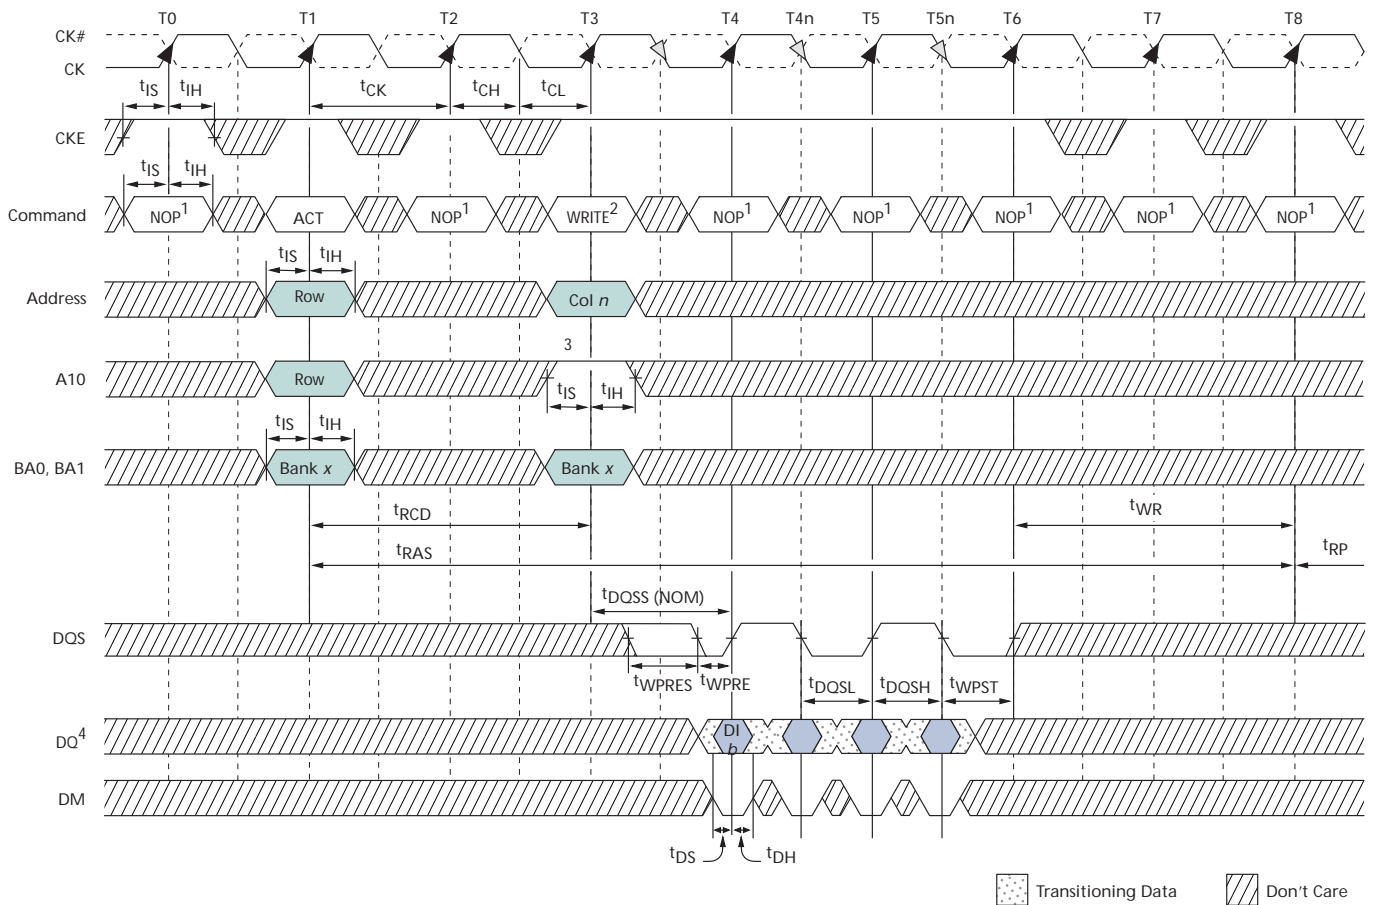 T0 T1 T2 T3 T4 T4n T5 T5n T6 T7 T8
CK#
CK
tIS tIH tCK tCH tCL
CKE
tIS tIH
Command NOP1 ACT NOP1 WRITE2 NOP1 NOP1 NOP1 NOP1 NOP1
tIS tIH
Address Row Col n
3
A10 Row
tIS tIH
tIS tIH
BA0, BA1 Bank x Bank x
tRCD tWR
tRAS tRP
tDQSS (NOM)
DQS
tWPRES tWPRE tDQSL tDQSH tWPST
DQ4 DI
b
DM
tDS tDH
Transitioning Data Don't Care